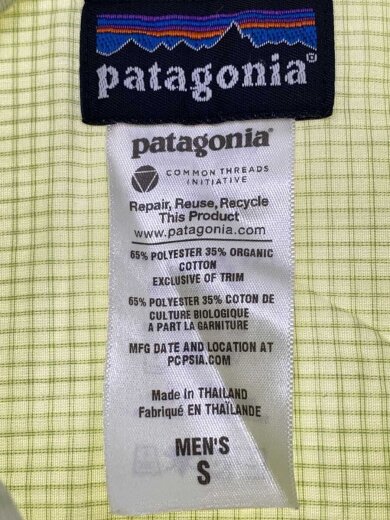 patagonia®
patagonia®
COMMON THREADS
INITIATIVE
Repair, Reuse, Recycle
This Product
www.patagonia.com
65% POLYESTER 35% ORGANIC
COTTON
EXCLUSIVE OF TRIM
65% POLYESTER 35% COTON DE
CULTURE BIOLOGIQUE
A PART LA GARNITURE
MFG DATE AND LOCATION AT
PCPSIA.COM
Made in THAILAND
Fabriqué EN THAÏLANDE
MEN'S
S